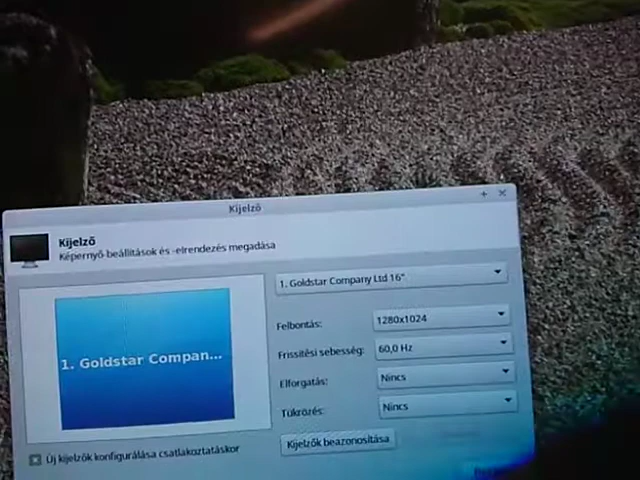 Kijelző
Kijelző
Képernyő-beállítások és -elrendezés megadása
1. Goldstar Company Ltd 16"
1. Goldstar Compan...
Felbontás: 1280x1024
Frissítési sebesség: 60,0 Hz
Elforgatás: Nincs
Tükrözés: Nincs
Új kijelzők konfigurálása csatlakoztatáskor
Kijelzők beazonosítása